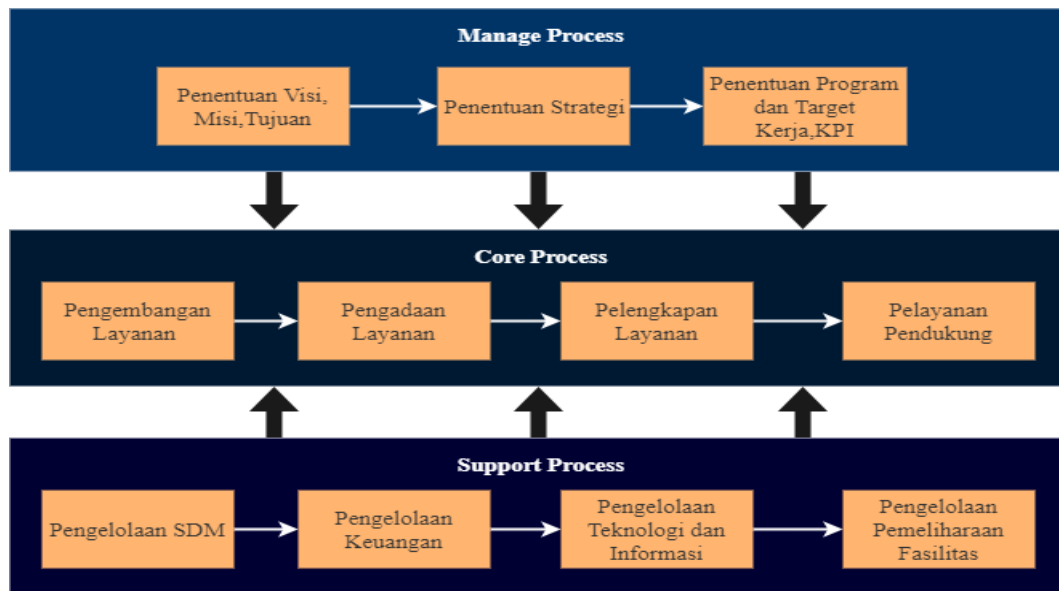 Manage Process
Penentuan Visi,
Misi,Tujuan
Penentuan Strategi
Penentuan Program
dan Target
Kerja,KPI
Core Process
Pengembangan
Layanan
Pengadaan
Layanan
Pelengkapan
Layanan
Pelayanan
Pendukung
Support Process
Pengelolaan SDM
Pengelolaan
Keuangan
Pengelolaan
Teknologi dan
Informasi
Pengelolaan
Pemeliharaan
Fasilitas